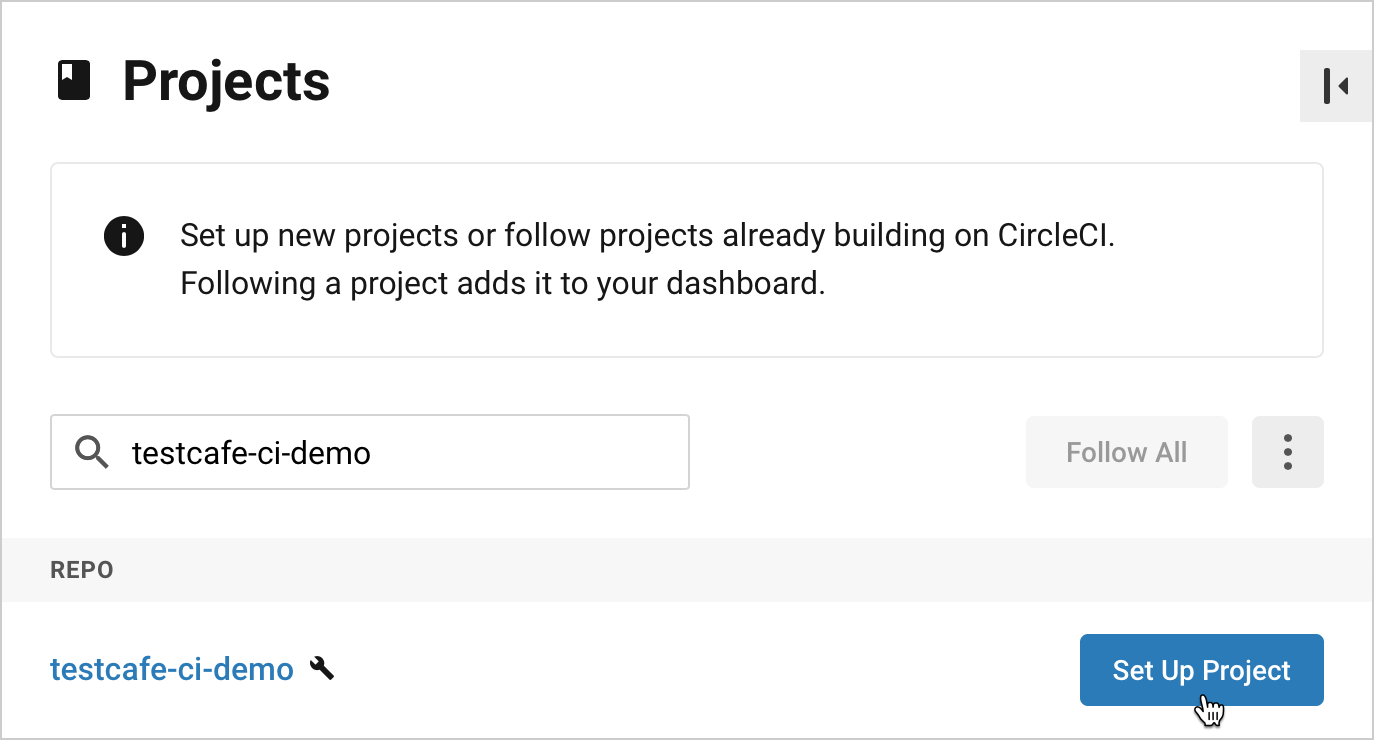 Projects
Set up new projects or follow projects already building on CircleCI.
Following a project adds it to your dashboard.
testcafe-ci-demo
Follow All
REPO
testcafe-ci-demo
Set Up Project